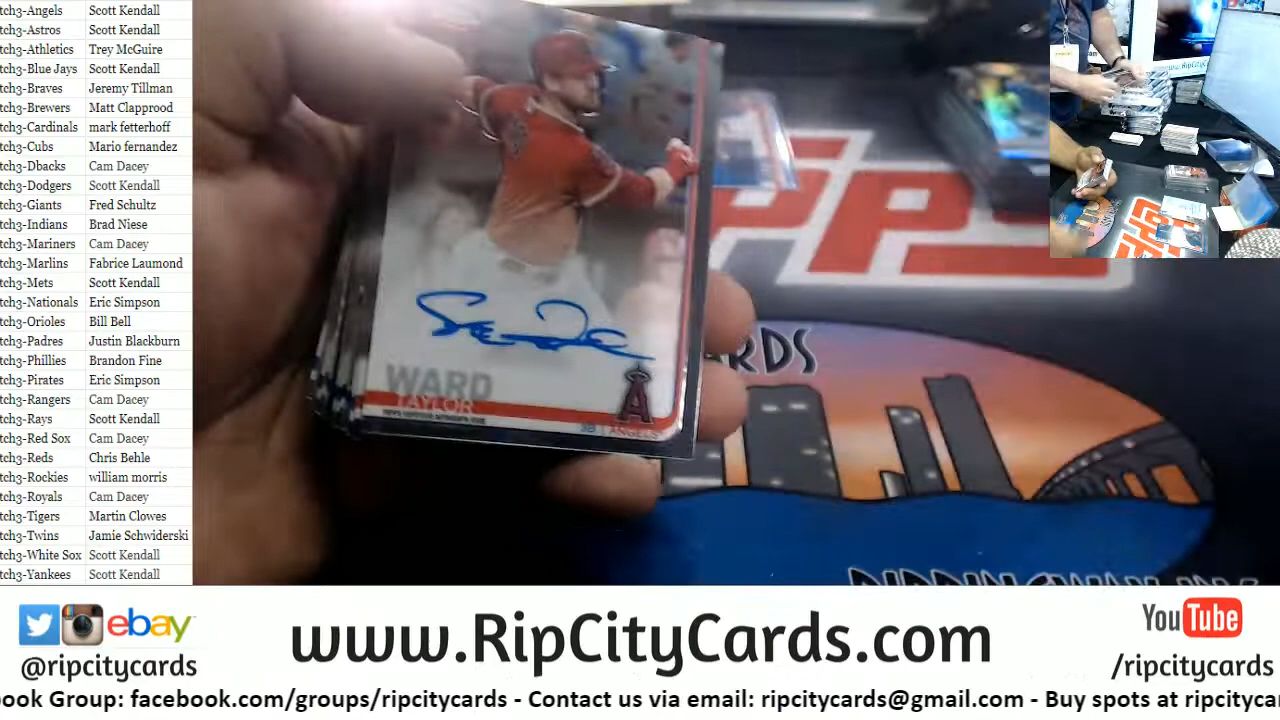 tch3-Angels Scott Kendall
tch3-Astros Scott Kendall
tch3-Athletics Trey McGuire
tch3-Blue Jays Scott Kendall
tch3-Braves Jeremy Tillman
tch3-Brewers Matt Clapprood
tch3-Cardinals mark fetterhoff
tch3-Cubs Mario fernandez
tch3-Dbacks Cam Dacey
tch3-Dodgers Scott Kendall
tch3-Giants Fred Schultz
tch3-Indians Brad Niese
tch3-Mariners Cam Dacey
tch3-Marlins Fabrice Laumond
tch3-Mets Scott Kendall
tch3-Nationals Eric Simpson
tch3-Orioles Bill Bell
tch3-Padres Justin Blackburn
tch3-Phillies Brandon Fine
tch3-Pirates Eric Simpson
tch3-Rangers Cam Dacey
tch3-Rays Scott Kendall
tch3-Red Sox Cam Dacey
tch3-Reds Chris Behle
tch3-Rockies william morris
tch3-Royals Cam Dacey
tch3-Tigers Martin Clowes
tch3-Twins Jamie Schwiderski
tch3-White Sox Scott Kendall
tch3-Yankees Scott Kendall
WARD
TAYLOR
3B | ANGELS
A
PPS
ARDS
ebay
@ripcitycards
www.RipCityCards.com
YouTube
/ripcitycards
ook Group: facebook.com/groups/ripcitycards - Contact us via email: ripcitycards@gmail.com - Buy spots at ripcityca